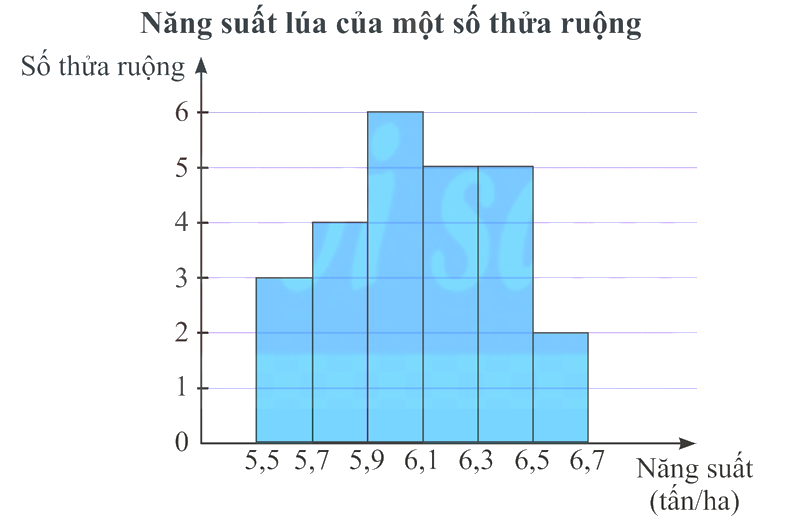 Năng suất lúa của một số thửa ruộng
Số thửa ruộng
6
5
4
3
2
1
0
5,5 5,7 5,9 6,1 6,3 6,5 6,7
Năng suất
(tấn/ha)